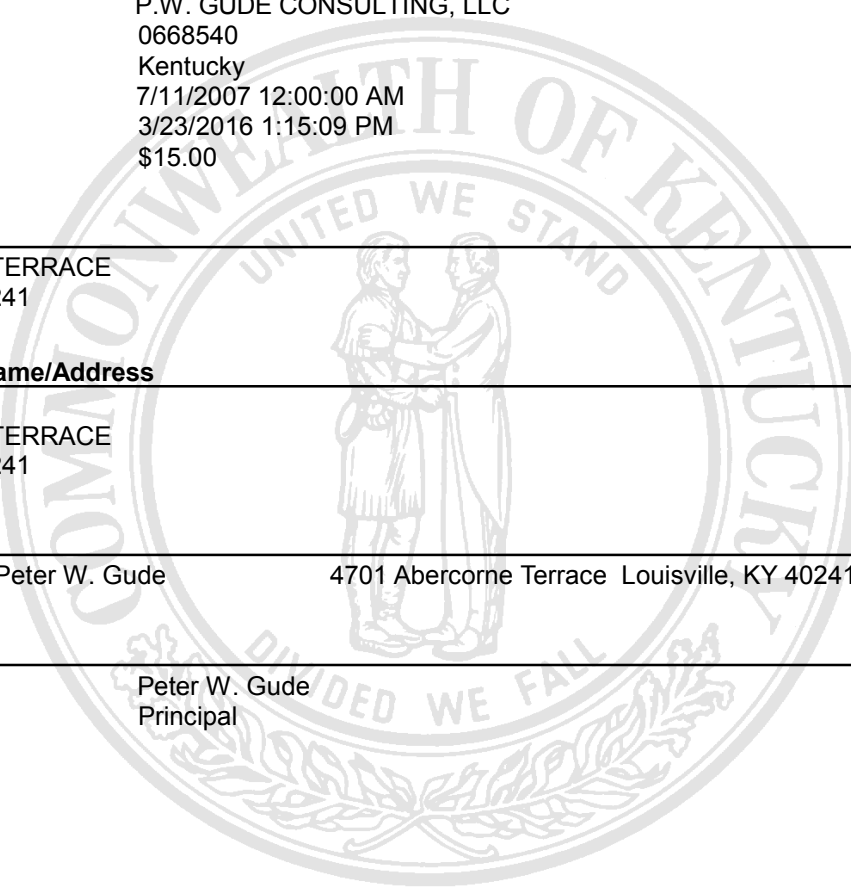 P.W. GUDE CONSULTING, LLC
0668540
Kentucky
7/11/2007 12:00:00 AM
3/23/2016 1:15:09 PM
$15.00
TERRACE
241
ame/Address
TERRACE
241
Peter W. Gude 4701 Abercorne Terrace Louisville, KY 40241
Peter W. Gude
Principal
COMMONWEALTH OF KENTUCKY
UNITED WE STAND
DIVIDED WE FALL